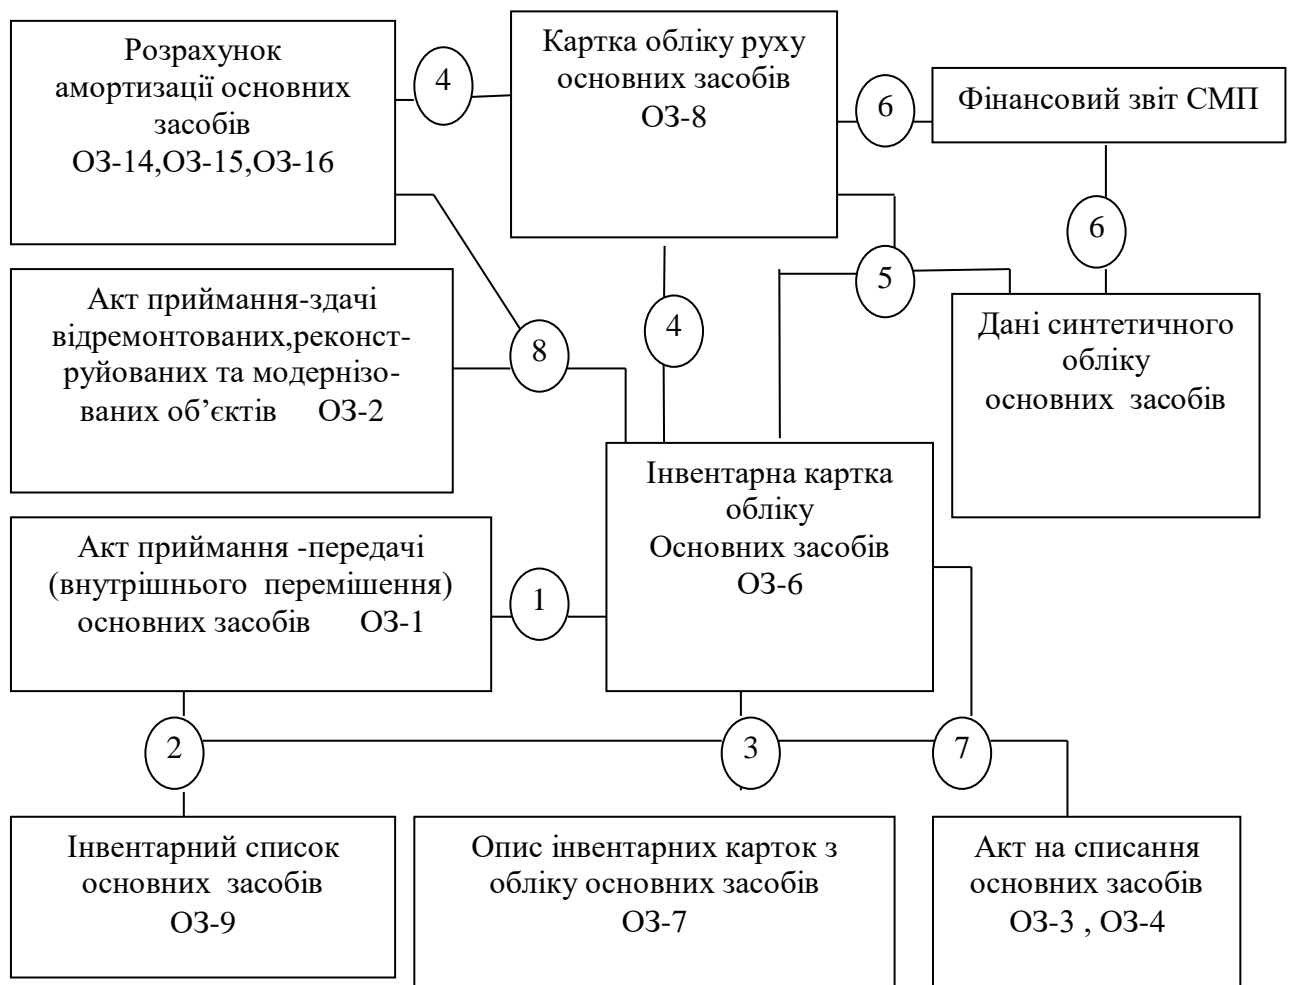 Розрахунок
амортизації основних
засобів
ОЗ-14,ОЗ-15,ОЗ-16
4
Картка обліку руху
основних засобів
ОЗ-8
6
Фінансовий звіт СМП
6
Акт приймання-здачі
відремонтованих,реконст-
руйованих та модернізо-
ваних об’єктів ОЗ-2
8
4
5
Дані синтетичного
обліку
основних засобів
Акт приймання -передачі
(внутрішнього перемішення)
основних засобів ОЗ-1
1
Інвентарна картка
обліку
Основних засобів
ОЗ-6
2
3
7
Інвентарний список
основних засобів
ОЗ-9
Опис інвентарних карток з
обліку основних засобів
ОЗ-7
Акт на списання
основних засобів
ОЗ-3 , ОЗ-4